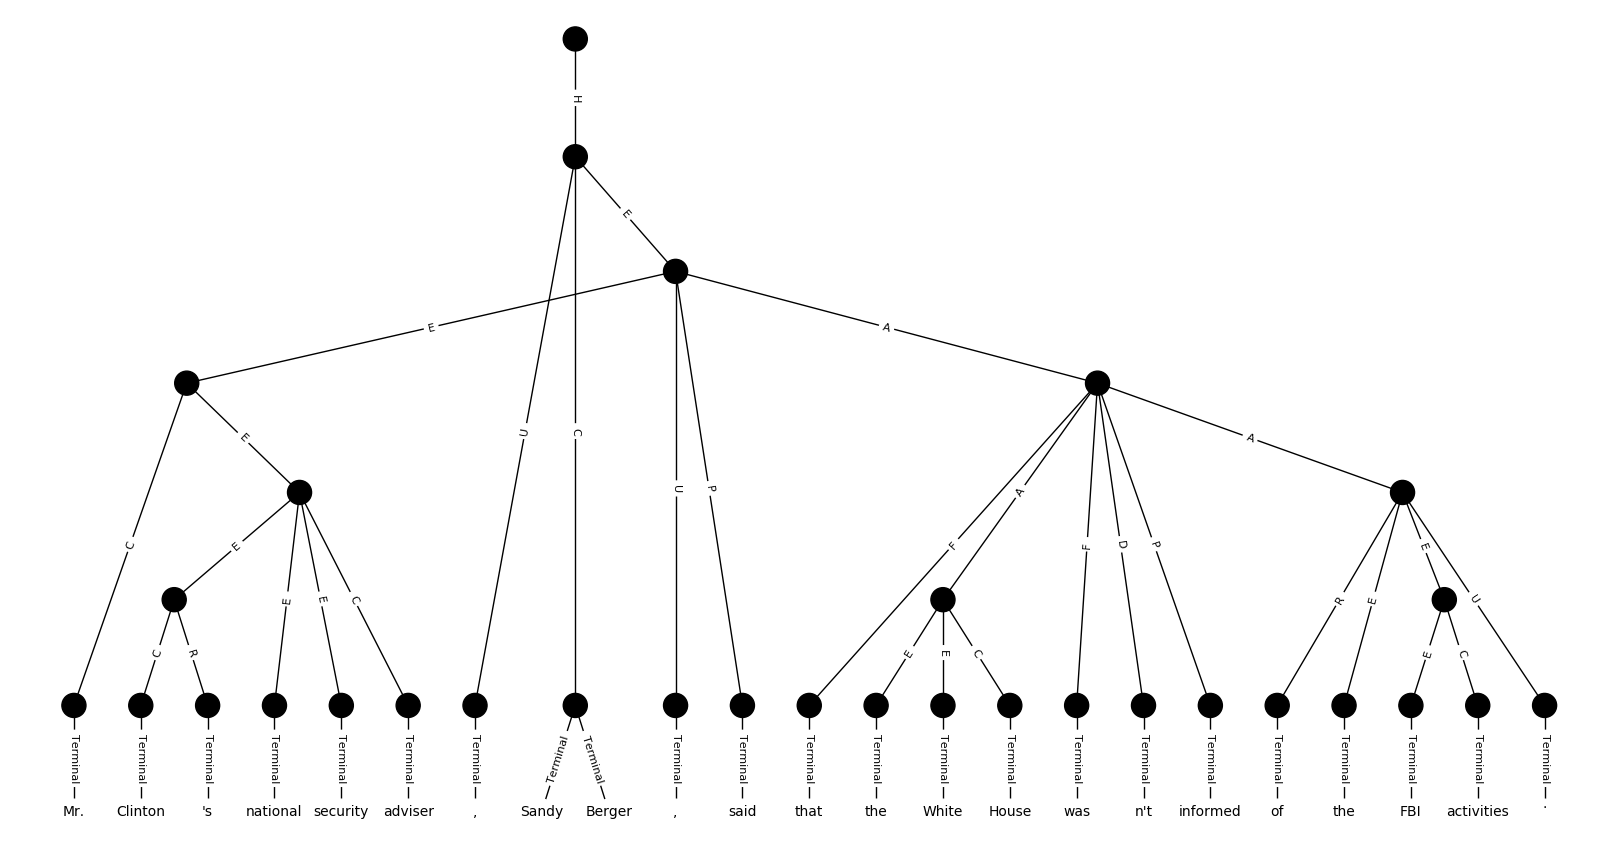 H
E
E A
U C
E A
U P A
C E F F D P R E E U
E E E C
C R E E C E C
Terminal Terminal Terminal Terminal Terminal Terminal Terminal Terminal Terminal Terminal Terminal Terminal Terminal Terminal Terminal Terminal Terminal Terminal Terminal Terminal Terminal Terminal Terminal
Mr. Clinton 's national security adviser , Sandy Berger , said that the White House was n't informed of the FBI activities .